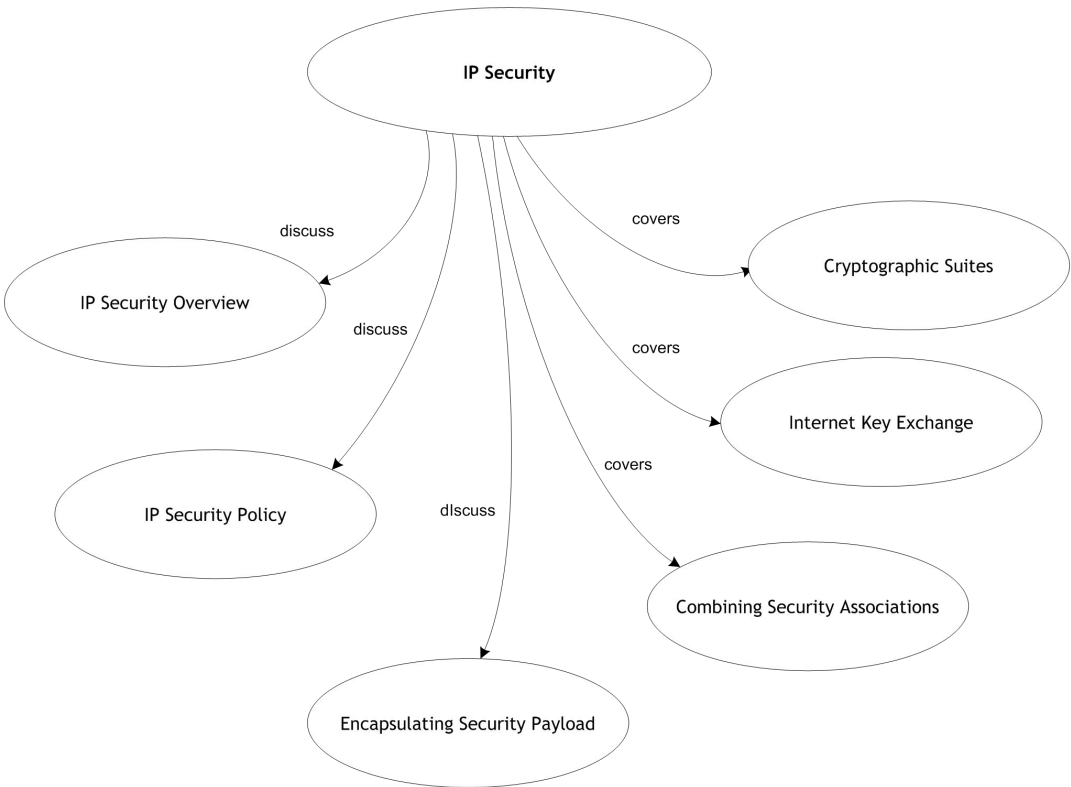 IP Security
discuss
covers
Cryptographic Suites
IP Security Overview
discuss
covers
Internet Key Exchange
covers
IP Security Policy
dIscuss
Combining Security Associations
Encapsulating Security Payload